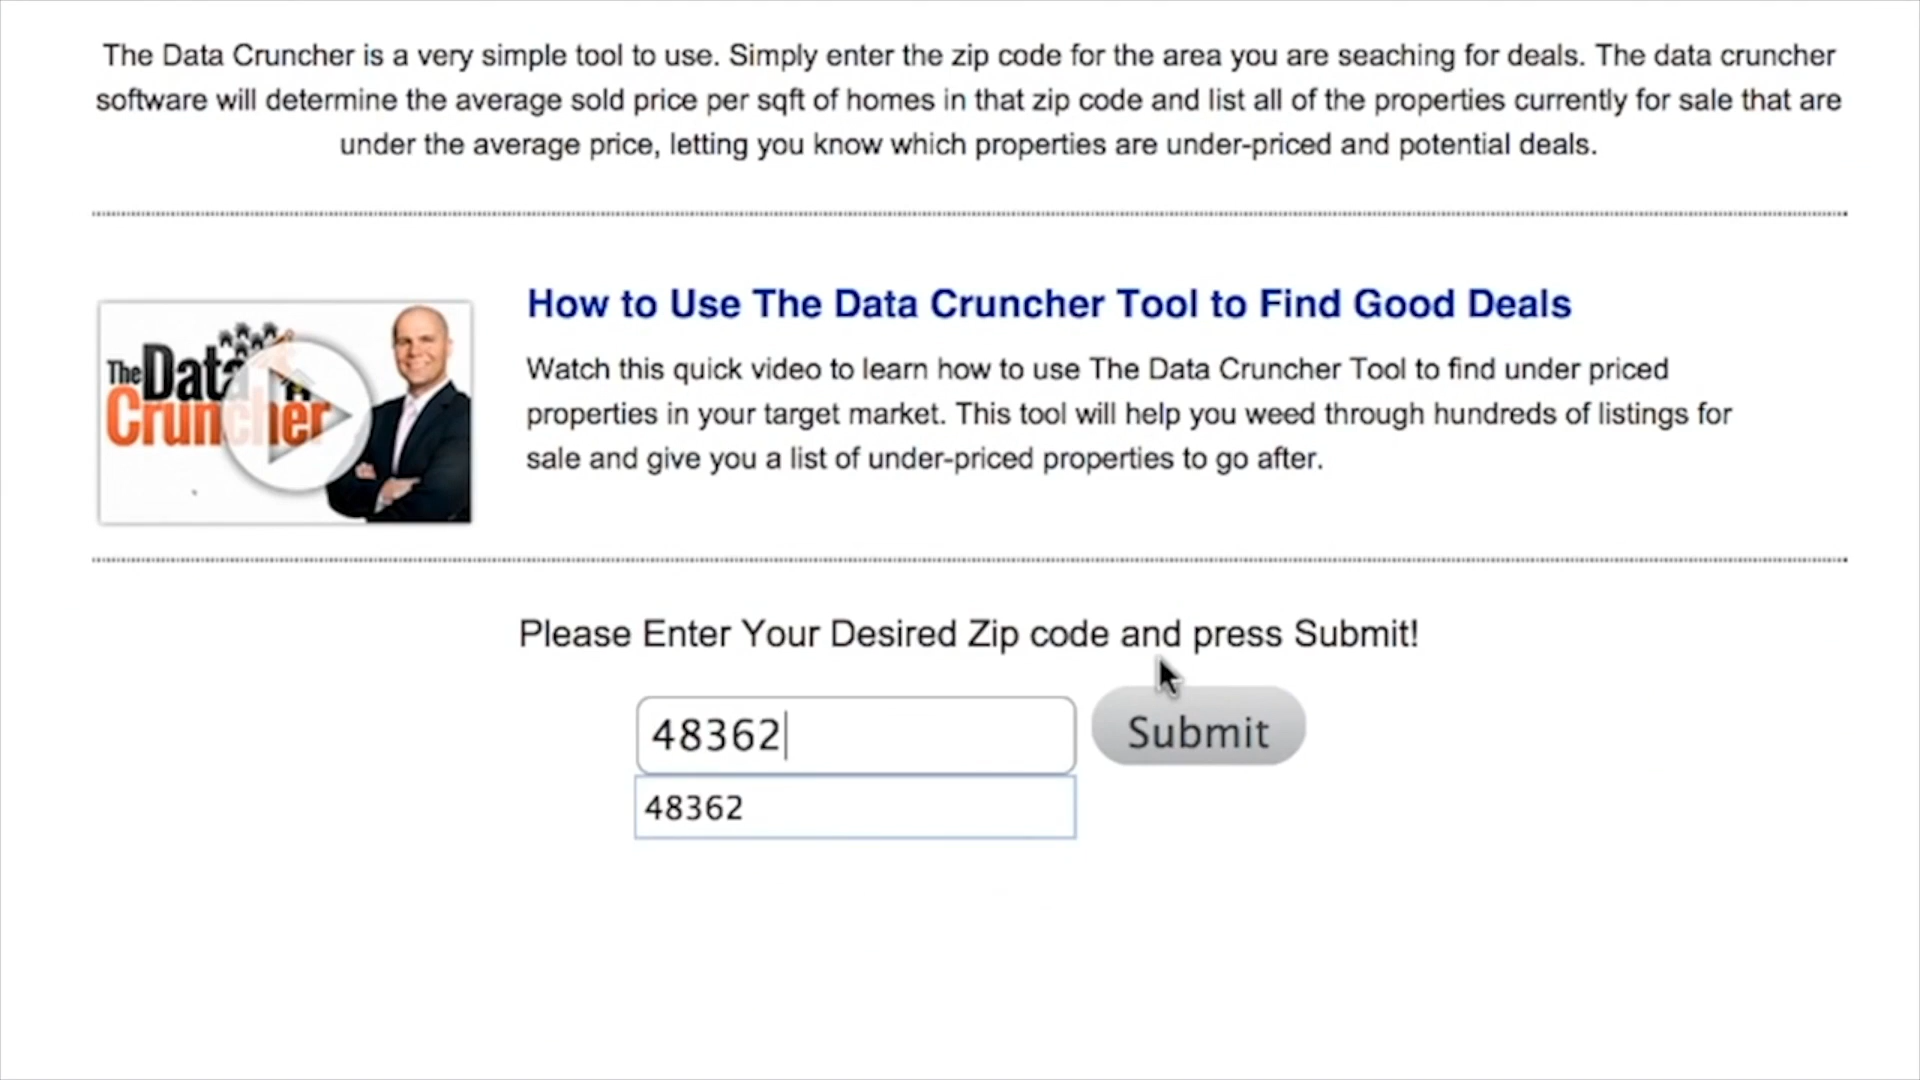 The Data Cruncher is a very simple tool to use. Simply enter the zip code for the area you are seaching for deals. The data cruncher
software will determine the average sold price per sqft of homes in that zip code and list all of the properties currently for sale that are
under the average price, letting you know which properties are under-priced and potential deals.
The Data
Cruncher
How to Use The Data Cruncher Tool to Find Good Deals
Watch this quick video to learn how to use The Data Cruncher Tool to find under priced
properties in your target market. This tool will help you weed through hundreds of listings for
sale and give you a list of under-priced properties to go after.
Please Enter Your Desired Zip code and press Submit!
48362
Submit
48362